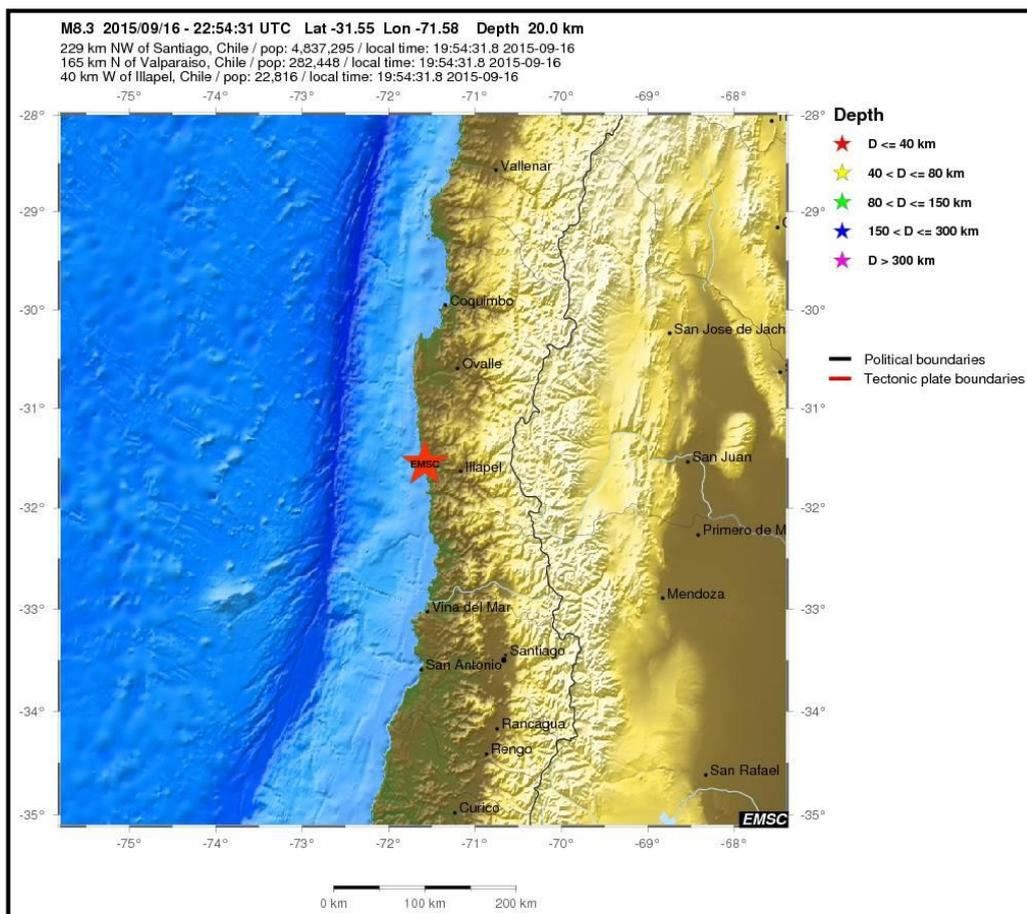 M8.3 2015/09/16 - 22:54:31 UTC Lat -31.55 Lon -71.58 Depth 20.0 km
229 km NW of Santiago, Chile / pop: 4,837,295 / local time: 19:54:31.8 2015-09-16
165 km N of Valparaiso, Chile / pop: 282,448 / local time: 19:54:31.8 2015-09-16
40 km W of Illapel, Chile / pop: 22,816 / local time: 19:54:31.8 2015-09-16
-75° -74° -73° -72° -71° -70° -69° -68°
-28° -28°
Depth
D <= 40 km
40 < D <= 80 km
80 < D <= 150 km
150 < D <= 300 km
D > 300 km
Vallenar
-29° -29°
Coquimbo
-30° -30°
San Jose de Jach
Political boundaries
Tectonic plate boundaries
Ovalle
-31° -31°
EMSC
Illapel
San Juan
-32° -32°
Primero de M
Mendoza
-33° -33°
Vina del Mar
Santiago
San Antonio
-34° -34°
Rancagua
Rengo
San Rafael
Curico
-35° -35°
EMSC
-75° -74° -73° -72° -71° -70° -69° -68°
0 km 100 km 200 km